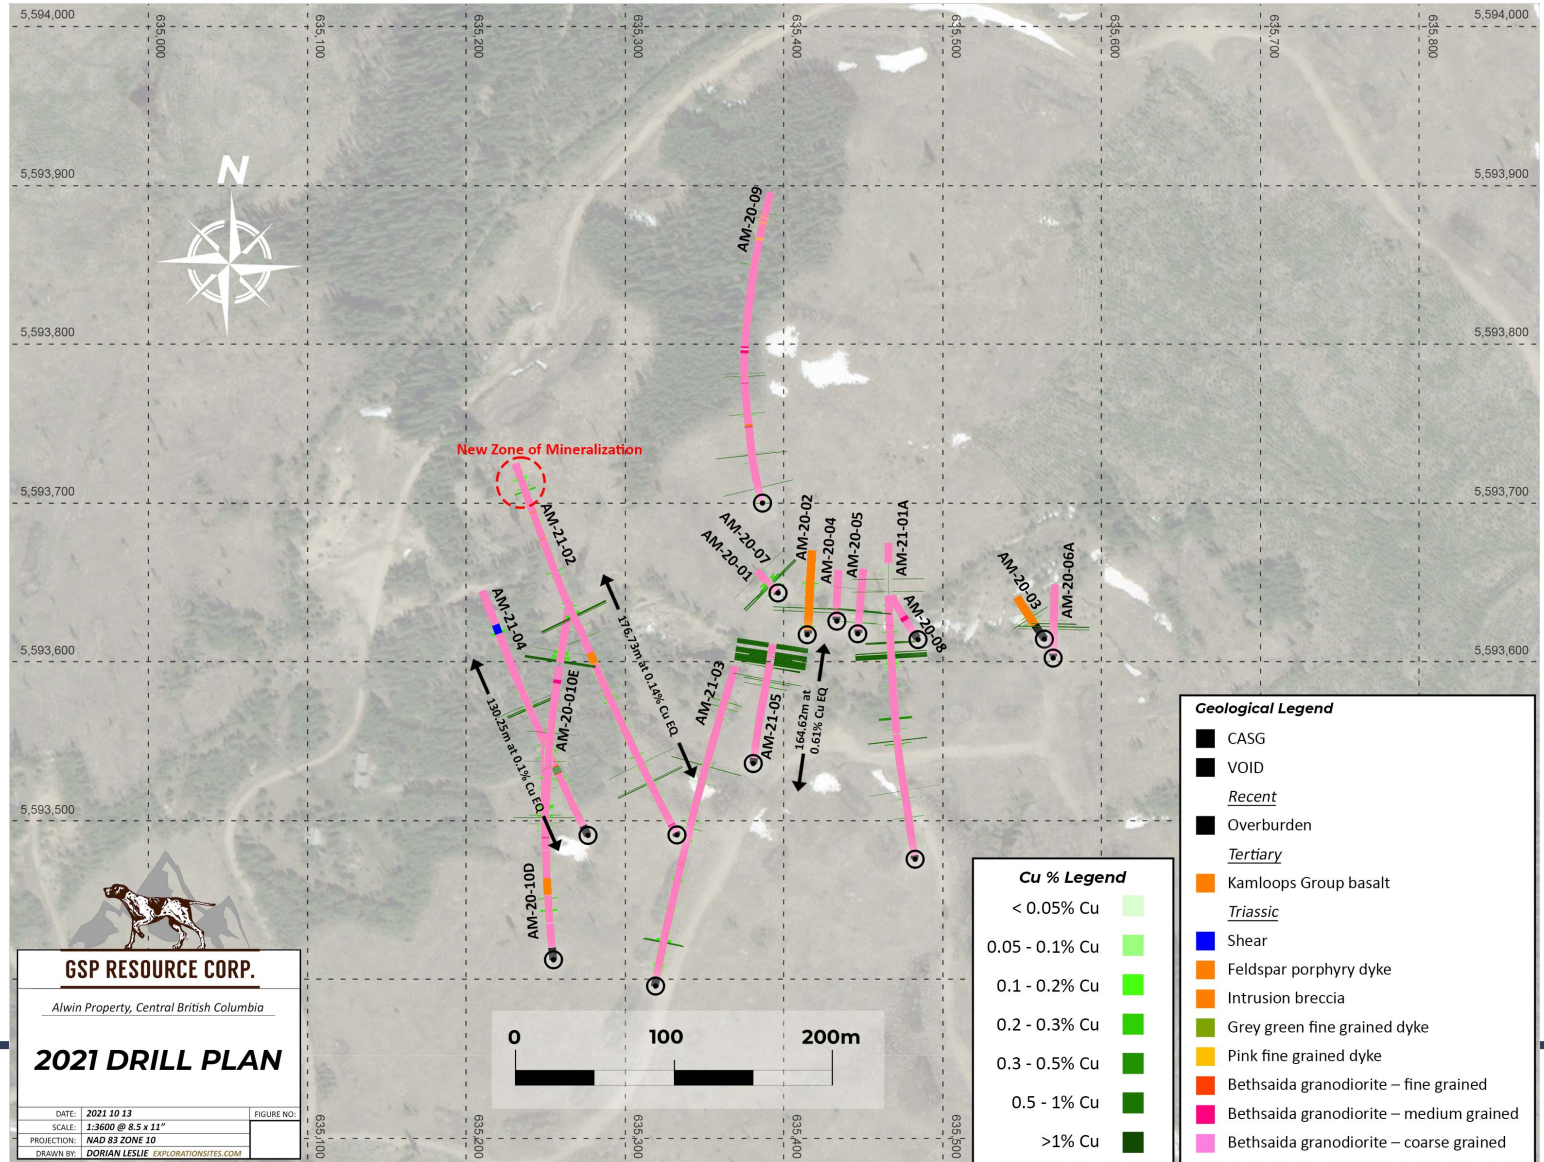 5,594,000
635,000
635,100
635,200
635,300
635,400
635,500
635,600
635,700
635,800
5,594,000
N
5,593,900
5,593,900
AM-20-09
5,593,800
5,593,800
New Zone of Mineralization
5,593,700
5,593,700
AM-21-02
AM-20-07
AM-20-01
AM-20-02
AM-20-04
AM-20-05
AM-21-01A
AM-20-03
AM-20-06A
AM-21-04
AM-20-08
5,593,600
5,593,600
176.73m at 0.14% Cu EQ
130.25m at 0.1% Cu EQ
AM-20-010E
AM-21-03
AM-21-05
164.62m at
0.61% Cu EQ
5,593,500
AM-20-10D
Geological Legend
CASG
VOID
Recent
Overburden
Tertiary
Kamloops Group basalt
Triassic
Shear
Feldspar porphyry dyke
Intrusion breccia
Grey green fine grained dyke
Pink fine grained dyke
Bethsaida granodiorite – fine grained
Bethsaida granodiorite – medium grained
Bethsaida granodiorite – coarse grained
Cu % Legend
< 0.05% Cu
0.05 - 0.1% Cu
0.1 - 0.2% Cu
0.2 - 0.3% Cu
0.3 - 0.5% Cu
0.5 - 1% Cu
>1% Cu
0 100 200m
GSP RESOURCE CORP.
Alwin Property, Central British Columbia
2021 DRILL PLAN
DATE: 2021 10 13
FIGURE NO:
SCALE: 1:3600 @ 8.5 x 11”
PROJECTION: NAD 83 ZONE 10
DRAWN BY: DORIAN LESLIE EXPLORATIONSITES.COM
635,100
635,200
635,300
635,400
635,500